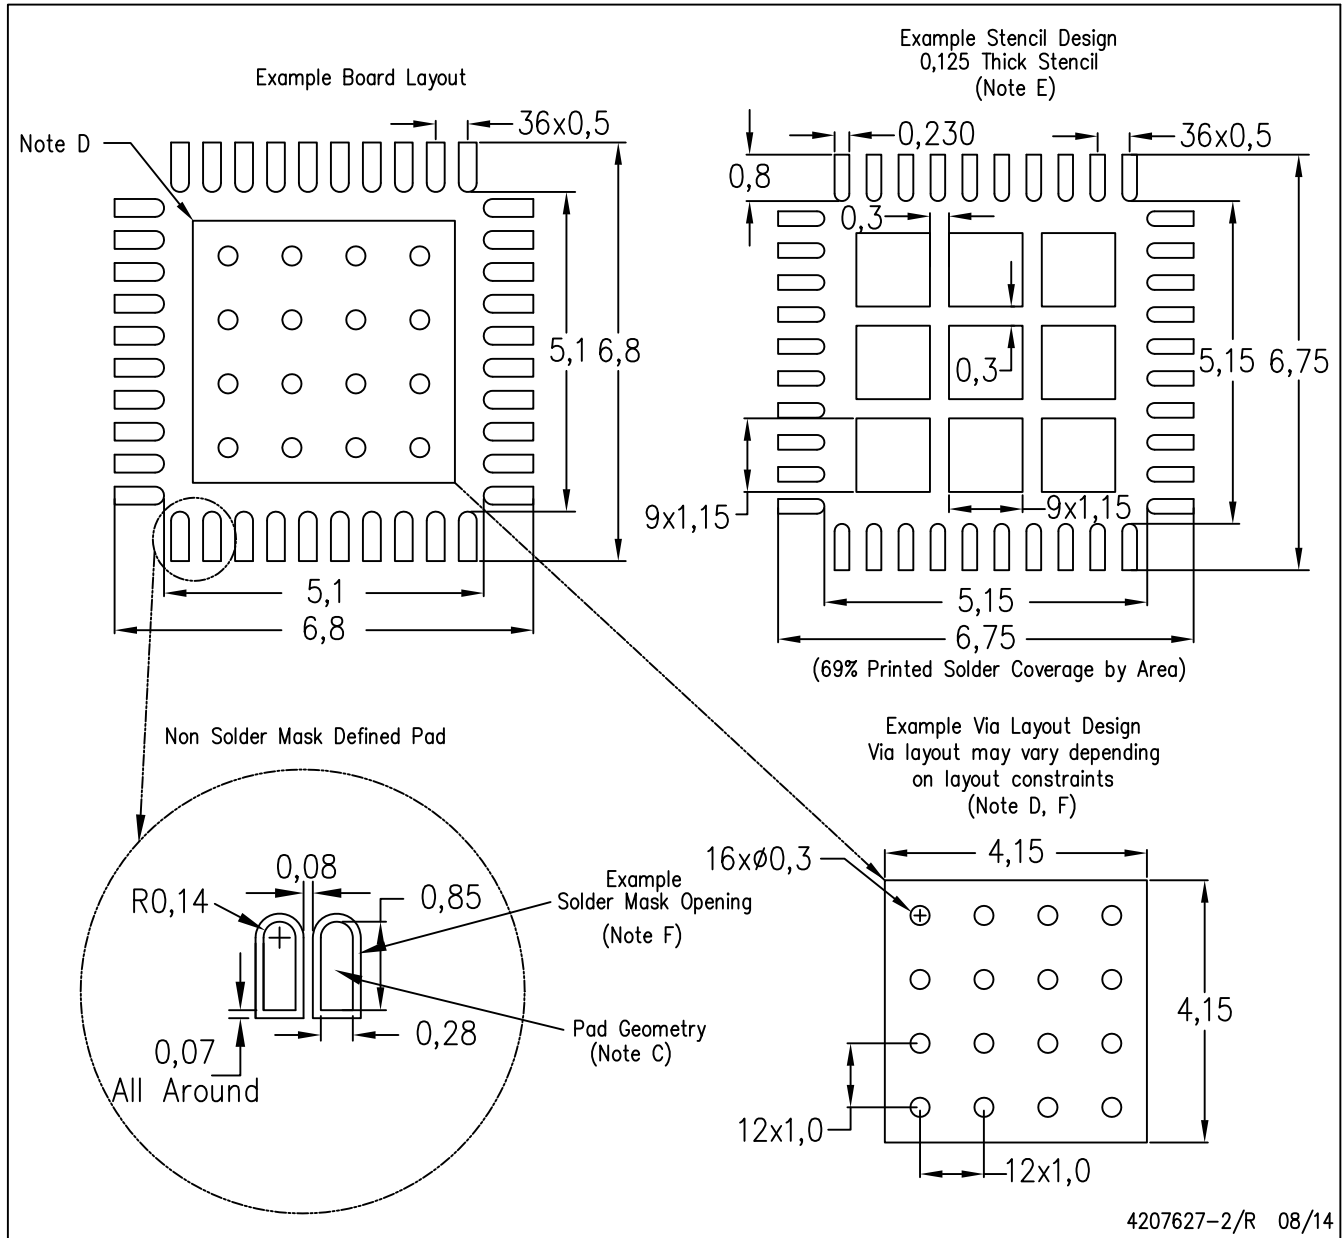 Example Board Layout
Note D
36x0,5
5,1
6,8
5,1
6,8
Example Stencil Design
0,125 Thick Stencil
(Note E)
0,230
36x0,5
0,8
0,3
0,3
5,15
6,75
9x1,15
9x1,15
5,15
6,75
(69% Printed Solder Coverage by Area)
Non Solder Mask Defined Pad
0,08
R0,14
0,85
Example
Solder Mask Opening
(Note F)
0,28
Pad Geometry
(Note C)
0,07
All Around
Example Via Layout Design
Via layout may vary depending
on layout constraints
(Note D, F)
16xø0,3
4,15
4,15
12x1,0
12x1,0
4207627-2/R 08/14